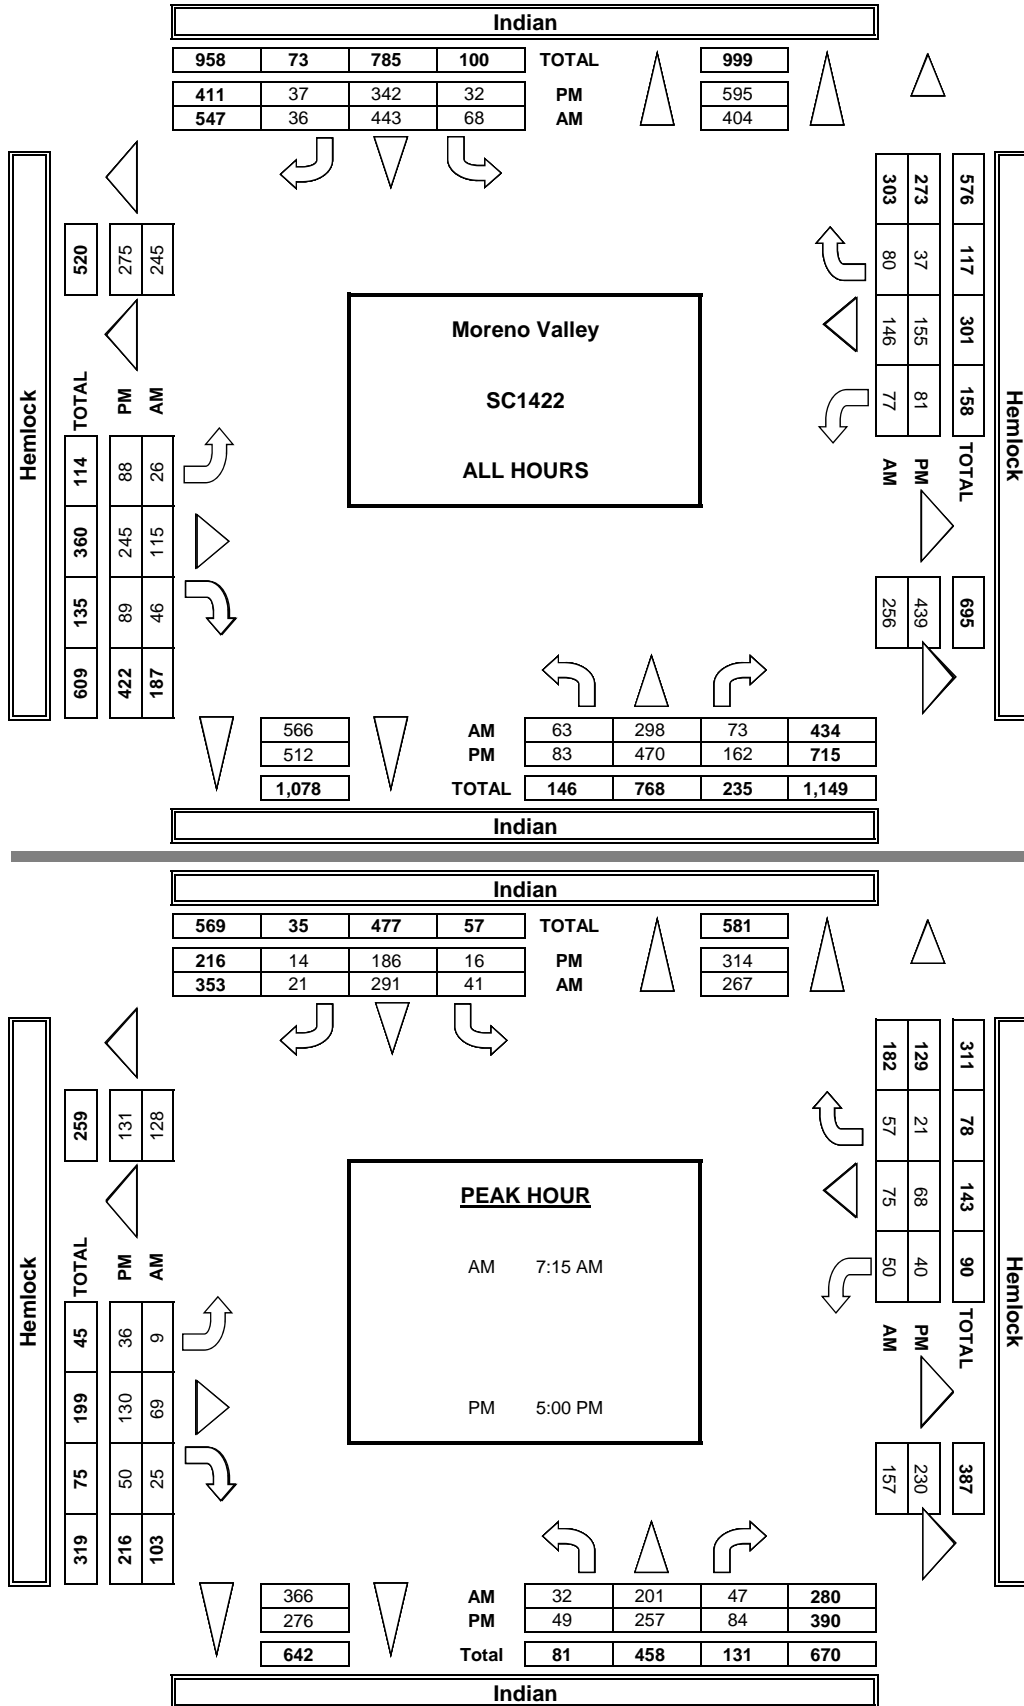 Indian
958 73 785 100 TOTAL 999
411 37 342 32 PM 595
547 36 443 68 AM 404
Hemlock
520
275
245
TOTAL 114 360 135 609
PM 88 245 89 422
AM 26 115 46 187
Moreno Valley
SC1422
ALL HOURS
303 80 146 77 AM
273 37 155 81 PM
576 117 301 158 TOTAL
256
439
695
Hemlock
566 AM 63 298 73 434
512 PM 83 470 162 715
1,078 TOTAL 146 768 235 1,149
Indian
Indian
569 35 477 57 TOTAL 581
216 14 186 16 PM 314
353 21 291 41 AM 267
Hemlock
259
131
128
TOTAL 45 199 75 319
PM 36 130 50 216
AM 9 69 25 103
PEAK HOUR
AM 7:15 AM
PM 5:00 PM
182 57 75 50 AM
129 21 68 40 PM
311 78 143 90 TOTAL
157
230
387
Hemlock
366 AM 32 201 47 280
276 PM 49 257 84 390
642 Total 81 458 131 670
Indian